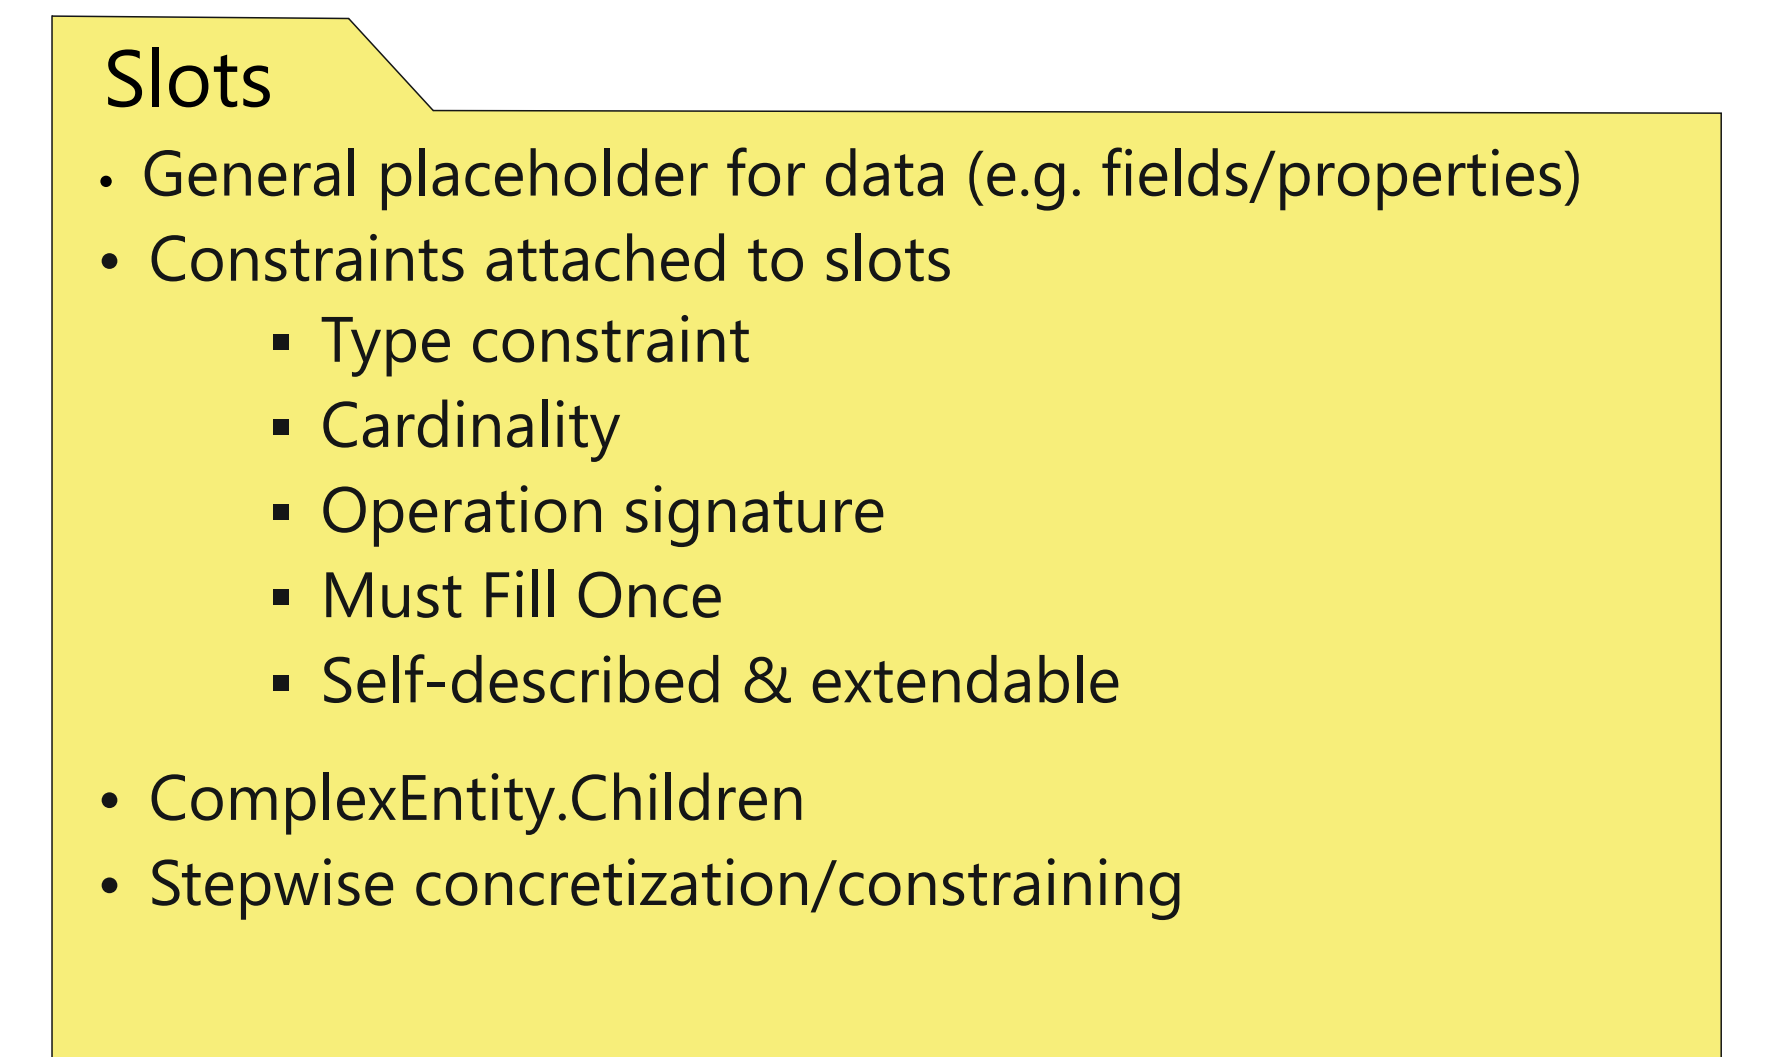 Slots
• General placeholder for data (e.g. fields/properties)
• Constraints attached to slots
▪ Type constraint
▪ Cardinality
▪ Operation signature
▪ Must Fill Once
▪ Self-described & extendable
• ComplexEntity.Children
• Stepwise concretization/constraining